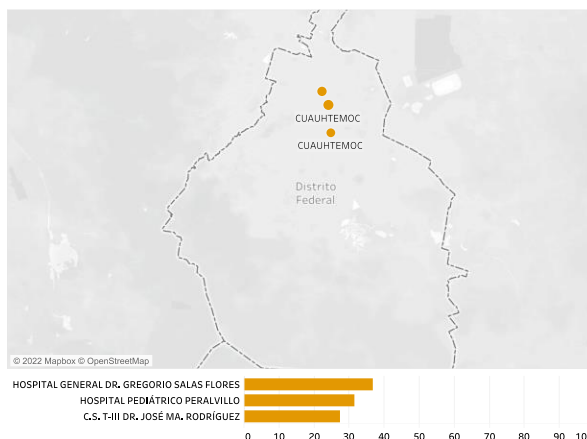 CUAUHTEMOC
CUAUHTEMOC
Distrito
Federal
© 2022 Mapbox © OpenStreetMap
HOSPITAL GENERAL DR. GREGORIO SALAS FLORES
HOSPITAL PEDIÁTRICO PERALVILLO
C.S. T-III DR. JOSÉ MA. RODRÍGUEZ
0 10 20 30 40 50 60 70 80 90 100